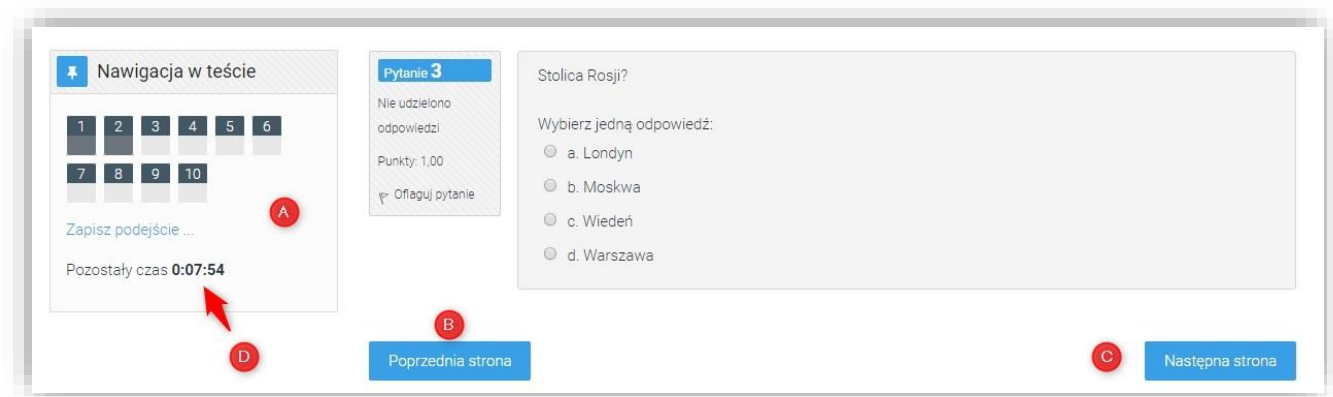 Nawigacja w teście
1 2 3 4 5 6
7 8 9 10
A
Zapisz podejście ...
Pozostały czas 0:07:54
D
Pytanie 3
Nie udzielono
odpowiedzi
Punkty: 1,00
Oflaguj pytanie
Stolica Rosji?
Wybierz jedną odpowiedź:
a. Londyn
b. Moskwa
c. Wiedeń
d. Warszawa
B
Poprzednia strona
C
Następna strona